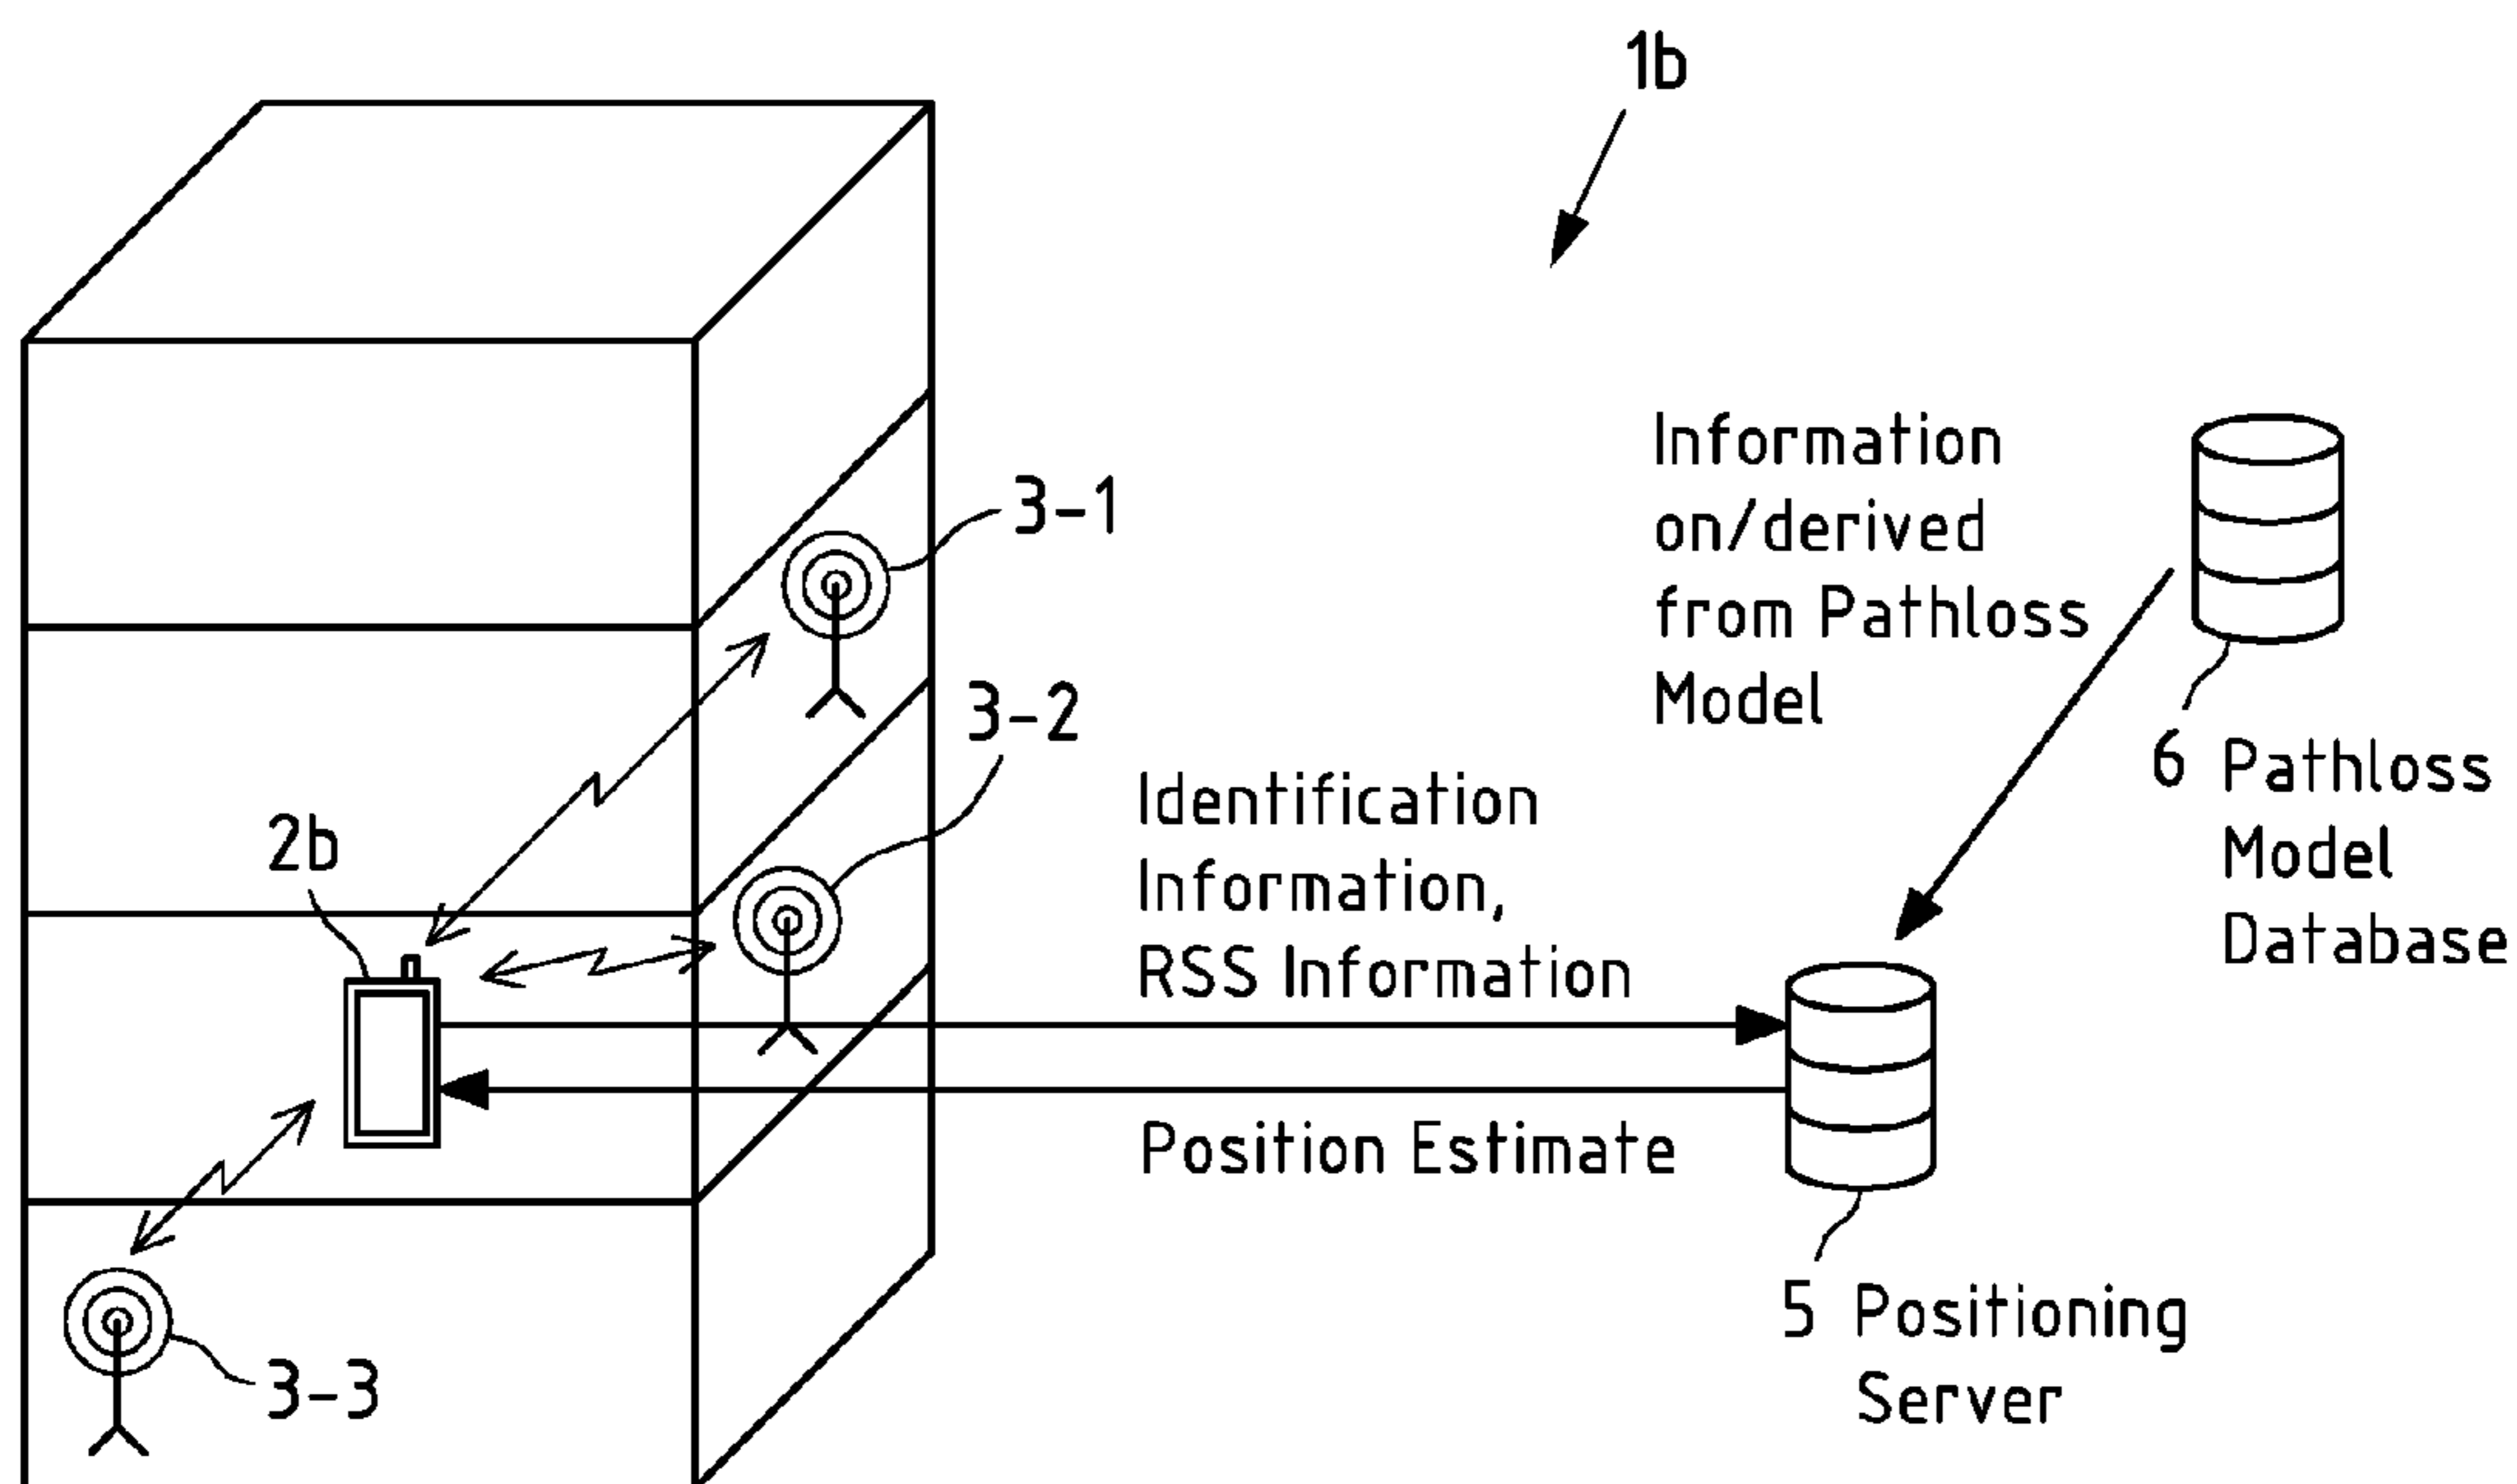 1b
3-1
Information
on/derived
from Pathloss
Model
3-2
Identification
Information,
RSS Information
6 Pathloss
Model
Database
2b
Position Estimate
5 Positioning
Server
3-3